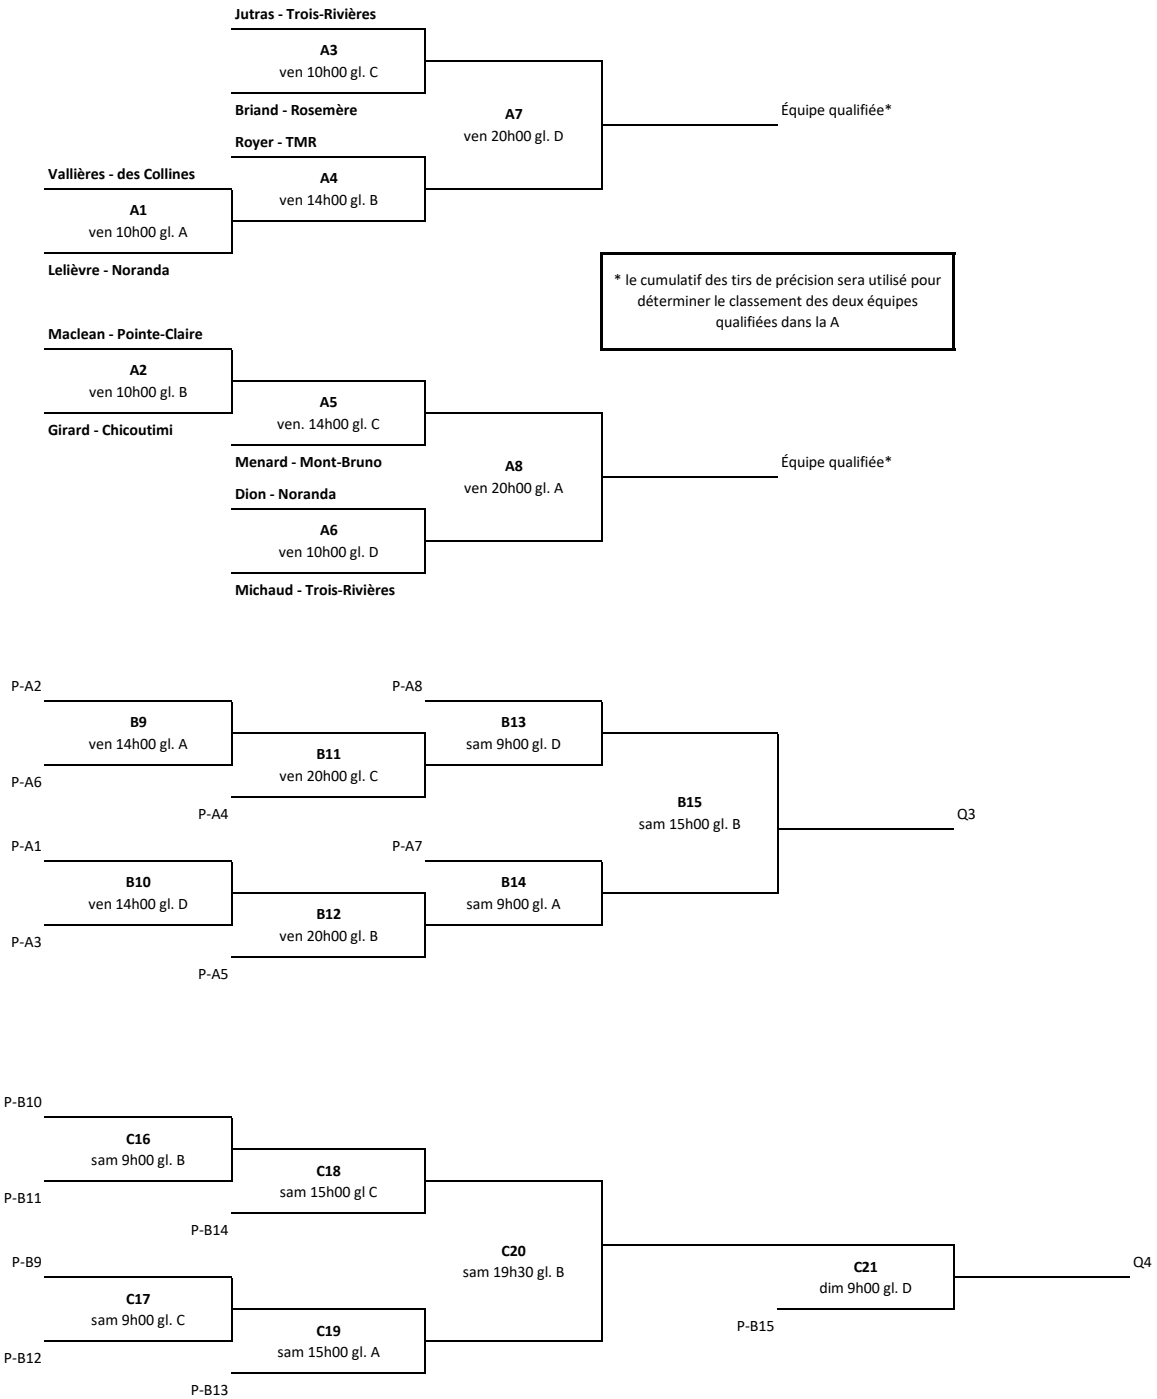 Jutras - Trois-Rivières
A3
ven 10h00 gl. C
Briand - Rosemère
A7
ven 20h00 gl. D
Équipe qualifiée*
Royer - TMR
Vallières - des Collines
A4
ven 14h00 gl. B
A1
ven 10h00 gl. A
Lelièvre - Noranda
* le cumulatif des tirs de précision sera utilisé pour
déterminer le classement des deux équipes
qualifiées dans la A
Maclean - Pointe-Claire
A2
ven 10h00 gl. B
A5
ven. 14h00 gl. C
Girard - Chicoutimi
Menard - Mont-Bruno
A8
ven 20h00 gl. A
Équipe qualifiée*
Dion - Noranda
A6
ven 10h00 gl. D
Michaud - Trois-Rivières
P-A2
P-A8
B9
ven 14h00 gl. A
B13
sam 9h00 gl. D
B11
ven 20h00 gl. C
P-A6
P-A4
B15
sam 15h00 gl. B
Q3
P-A1
P-A7
B10
ven 14h00 gl. D
B14
sam 9h00 gl. A
B12
ven 20h00 gl. B
P-A3
P-A5
P-B10
C16
sam 9h00 gl. B
C18
sam 15h00 gl C
P-B11
P-B14
C20
sam 19h30 gl. B
P-B9
C21
dim 9h00 gl. D
Q4
C17
sam 9h00 gl. C
P-B15
C19
sam 15h00 gl. A
P-B12
P-B13